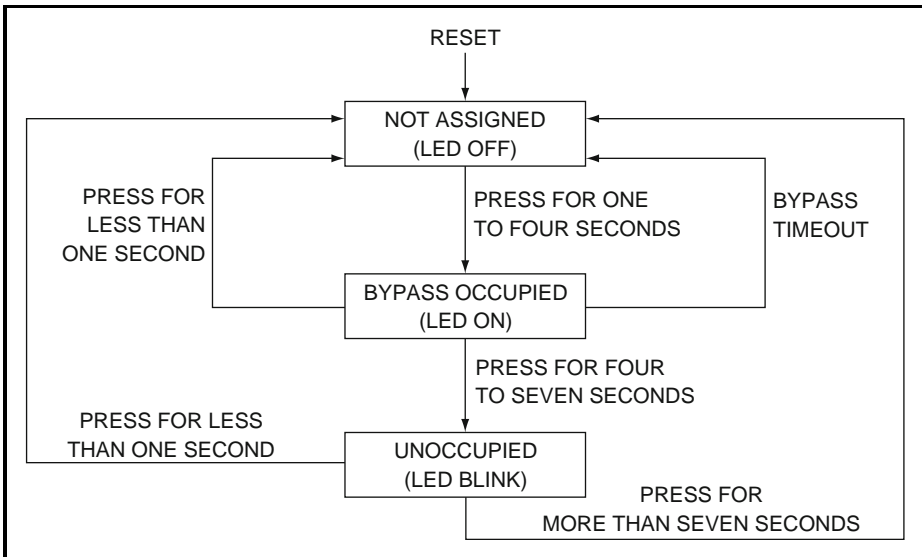 RESET
NOT ASSIGNED
(LED OFF)
PRESS FOR
LESS THAN
ONE SECOND
PRESS FOR ONE
TO FOUR SECONDS
BYPASS
TIMEOUT
BYPASS OCCUPIED
(LED ON)
PRESS FOR FOUR
TO SEVEN SECONDS
PRESS FOR LESS
THAN ONE SECOND
UNOCCUPIED
(LED BLINK)
PRESS FOR
MORE THAN SEVEN SECONDS